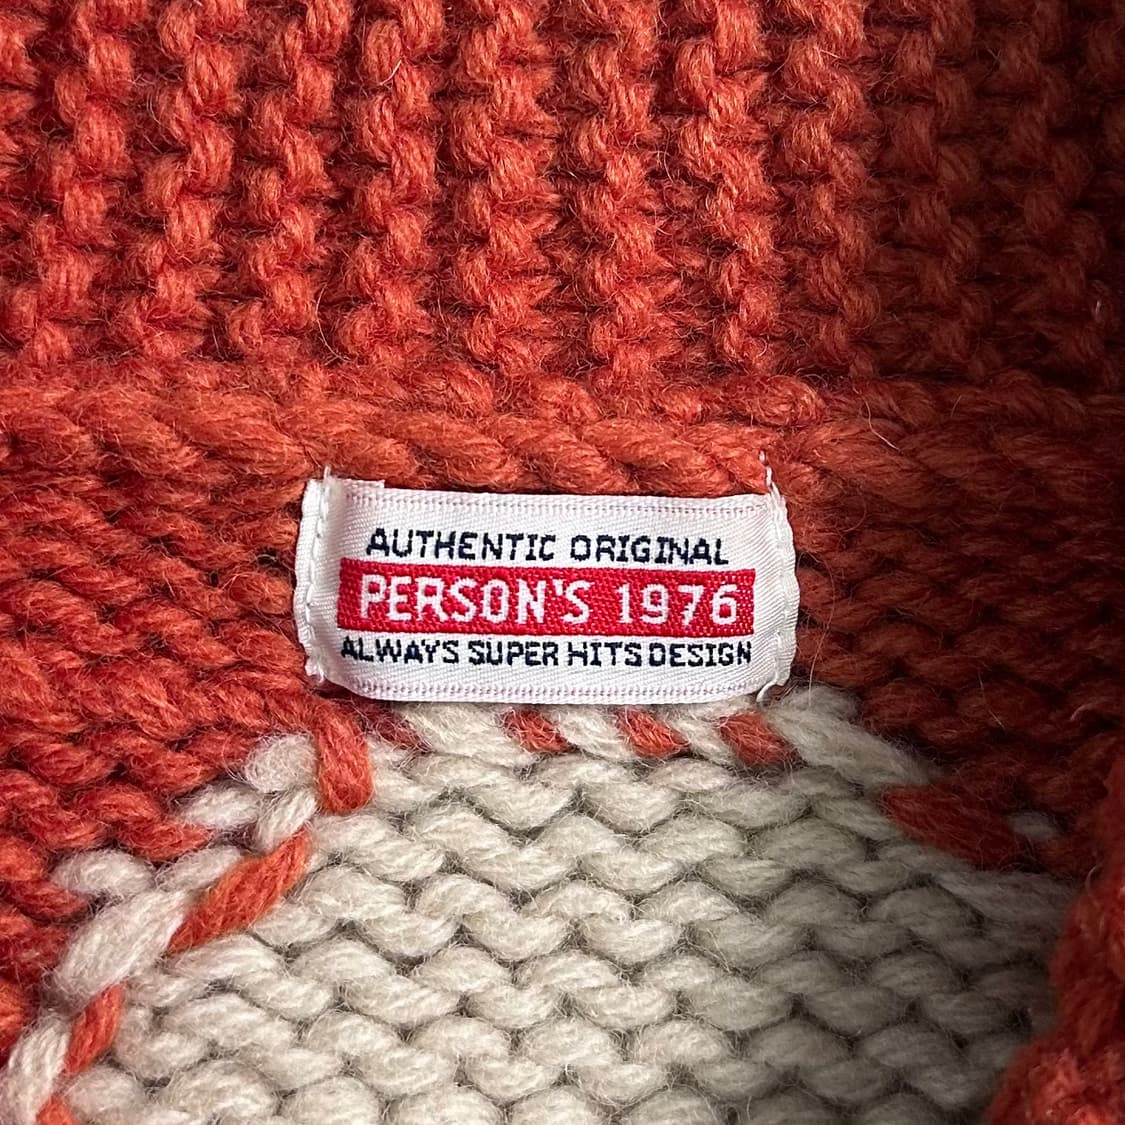 AUTHENTIC ORIGINAL
PERSON'S 1976
ALWAYS SUPER HITS DESIGN